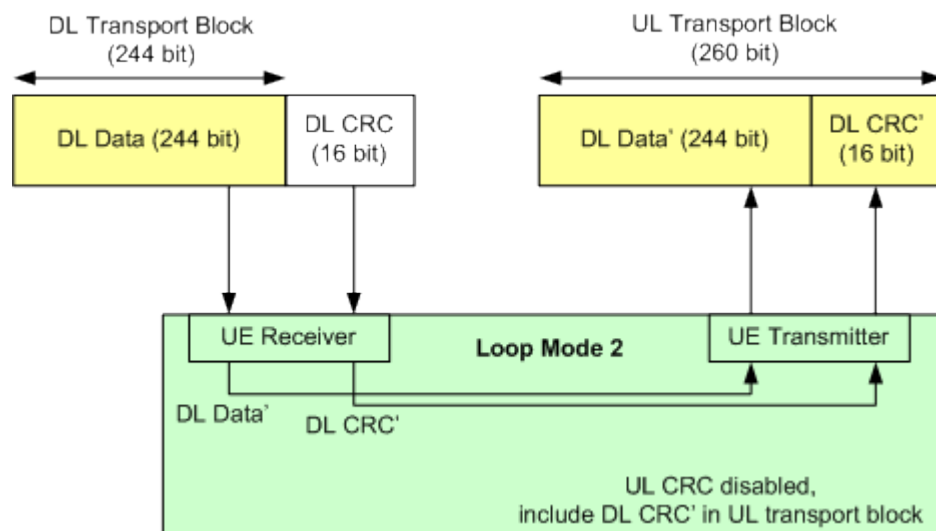 DL Transport Block
(244 bit)
UL Transport Block
(260 bit)
DL Data (244 bit)
DL CRC
(16 bit)
DL Data' (244 bit)
DL CRC'
(16 bit)
UE Receiver
Loop Mode 2
UE Transmitter
DL Data'
DL CRC'
UL CRC disabled,
include DL CRC' in UL transport block